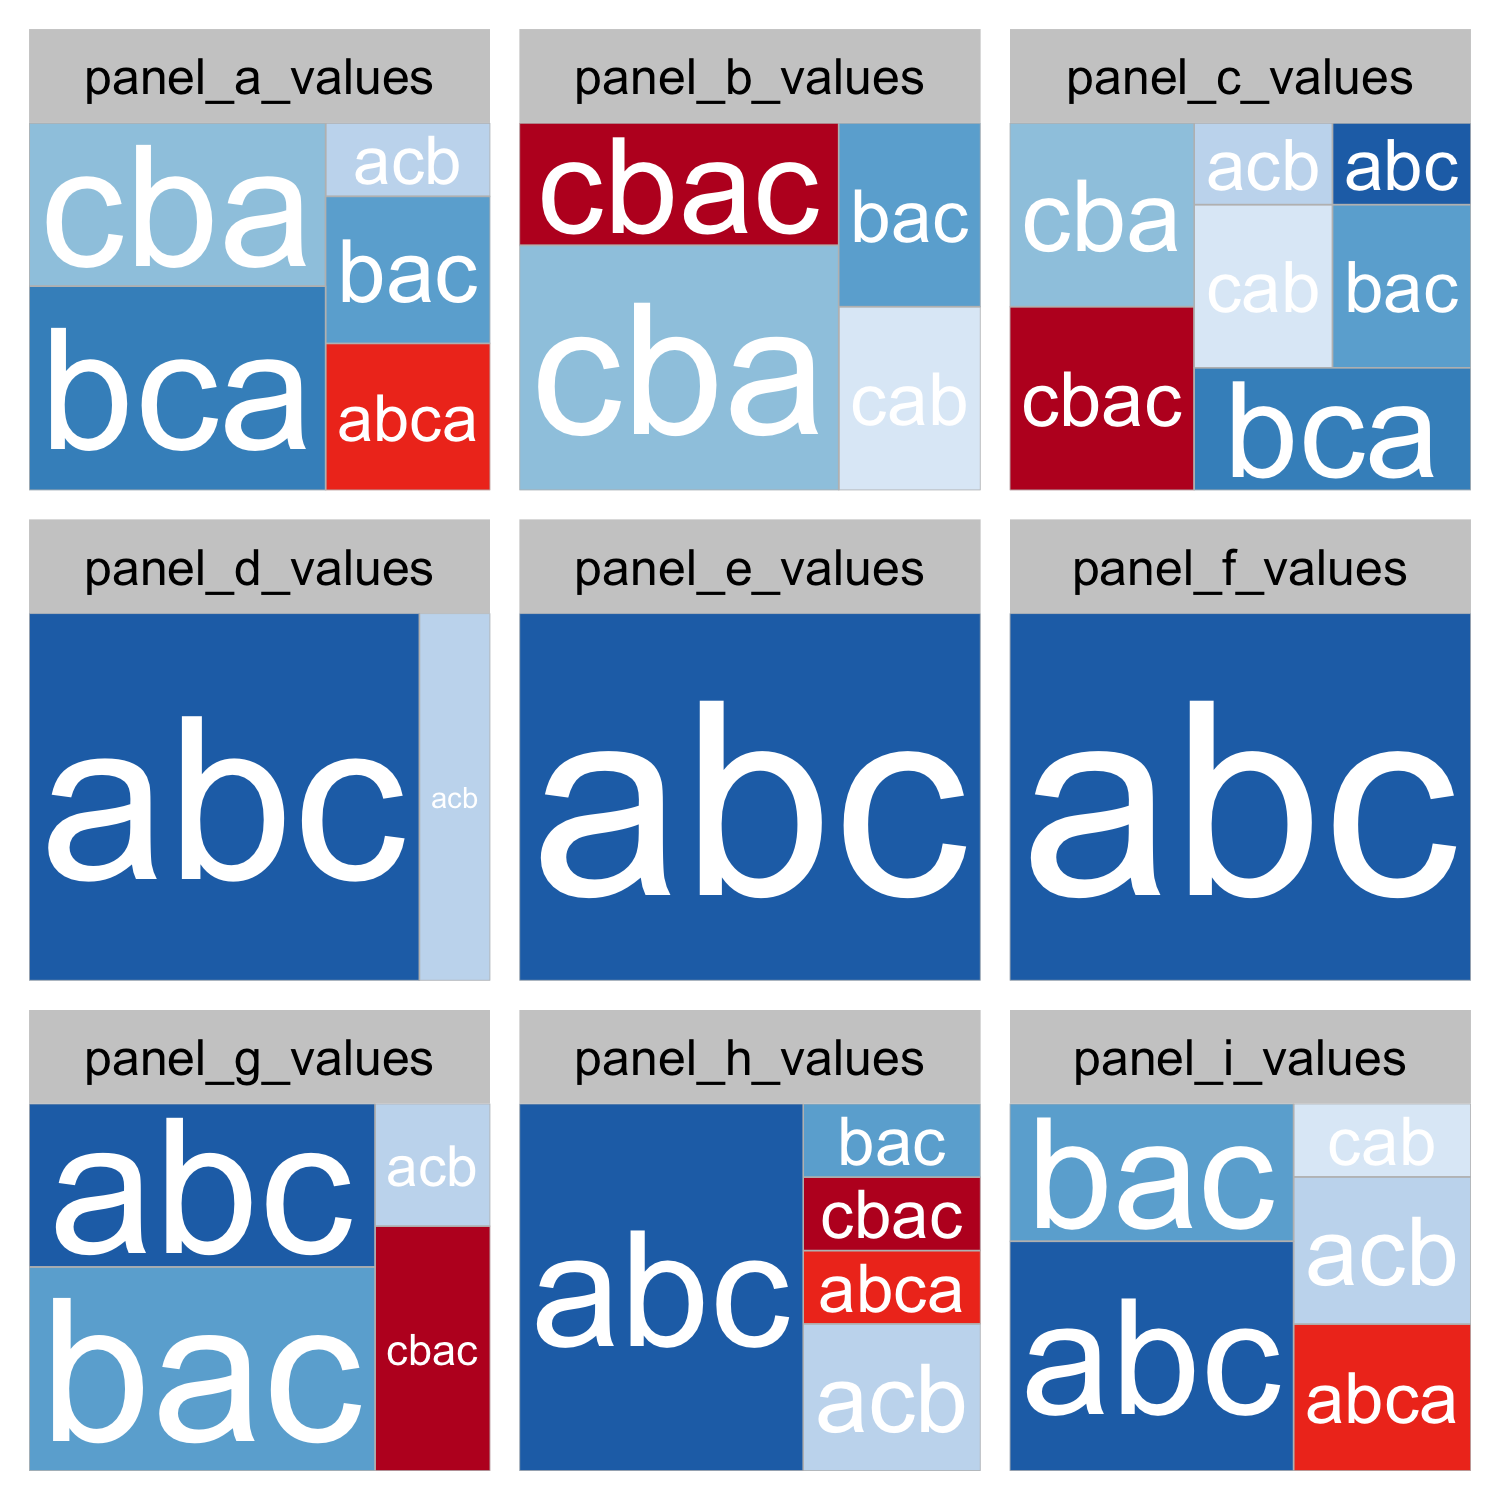 panel_a_values
cba
acb
bac
bca
abca
panel_b_values
cbac
bac
cba
cab
panel_c_values
cba
acb
abc
cab
bac
cbac
bca
panel_d_values
abc
acb
panel_e_values
abc
panel_f_values
abc
panel_g_values
abc
acb
bac
cbac
panel_h_values
abc
bac
cbac
abca
acb
panel_i_values
bac
cab
acb
abc
abca